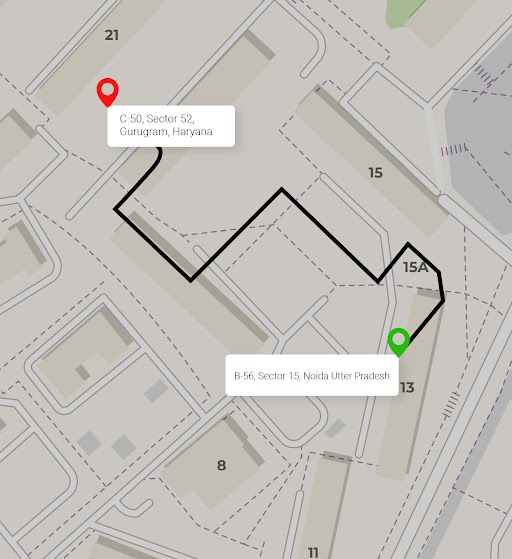 21
C-50, Sector 52,
Gurugram, Haryana
15
15A
B-56, Sector 15, Noida Utter Pradesh
13
8
11